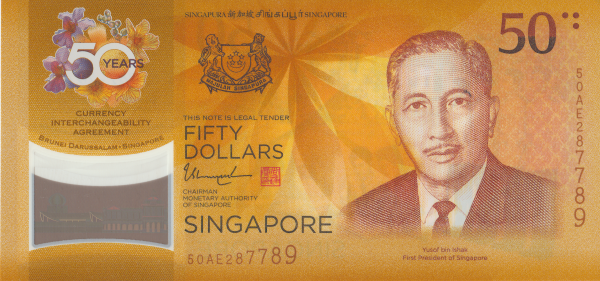 SINGAPURA 新加坡 சிங்கப்பூர் SINGAPORE
50
YEARS
CURRENCY
INTERCHANGEABILITY
AGREEMENT
BRUNEI DARUSSALAM · SINGAPORE
MAJULAH SINGAPURA
THIS NOTE IS LEGAL TENDER
FIFTY
DOLLARS
CHAIRMAN
MONETARY AUTHORITY
OF SINGAPORE
SINGAPORE
50AE287789
50
50AE287789
Yusof bin Ishak
First President of Singapore